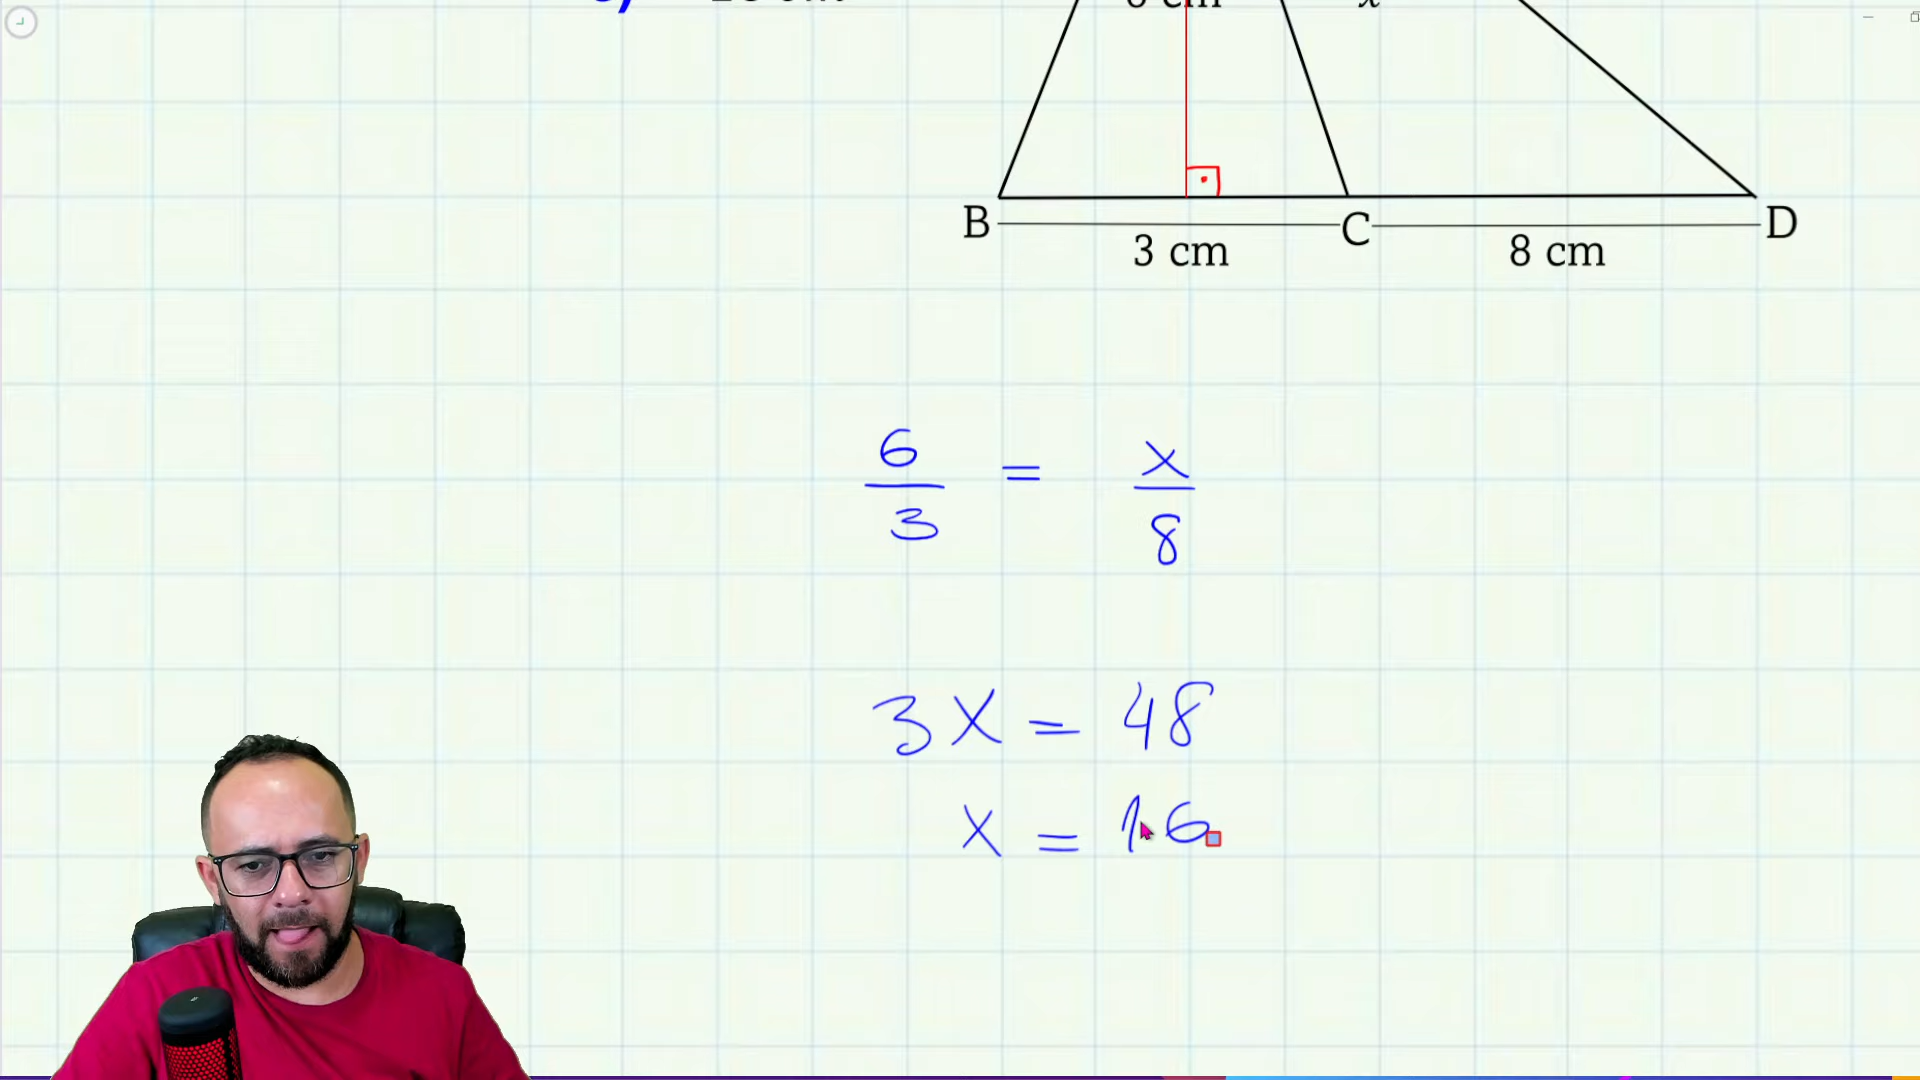 x
B
C
D
3 cm
8 cm
6/3 = x/8
3x = 48
x = 16